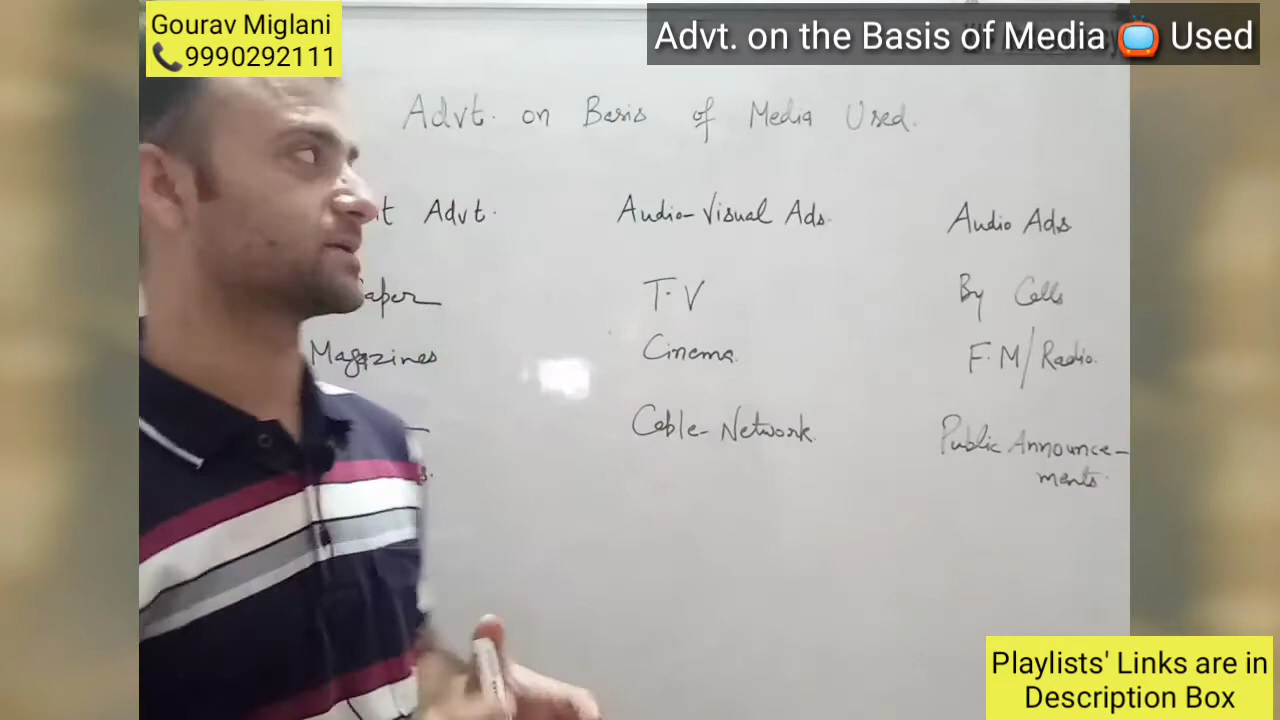 Gourav Miglani
📞9990292111
Advt. on the Basis of Media 📺 Used
Advt. on Basis of Media Used.
Advt.
Audio-Visual Ads
Audio Ads
T.V
By Calls
Magazines
Cinema
F.M/Radio.
Cable-Network
Public Announce-
ments.
Playlists' Links are in
Description Box